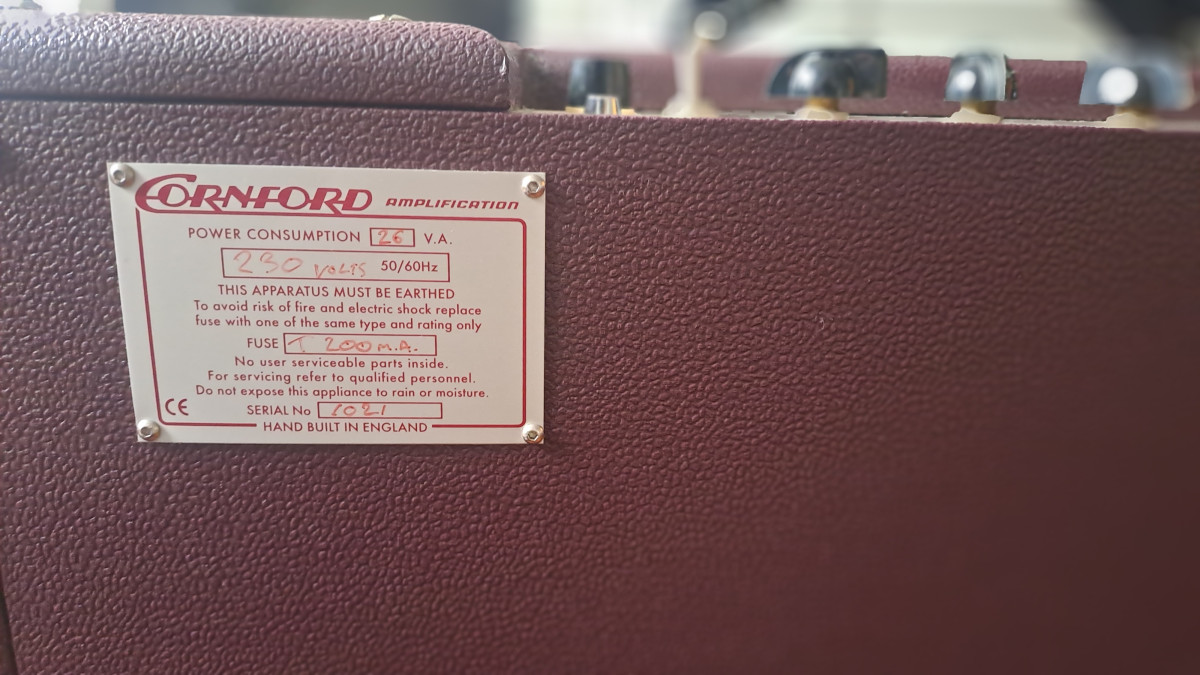 CORNFORD AMPLIFICATION
POWER CONSUMPTION 26 V.A.
230 VOLTS 50/60Hz
THIS APPARATUS MUST BE EARTHED
To avoid risk of fire and electric shock replace
fuse with one of the same type and rating only
FUSE T 200 M.A.
No user serviceable parts inside.
For servicing refer to qualified personnel.
Do not expose this appliance to rain or moisture.
CE SERIAL No 1021
HAND BUILT IN ENGLAND